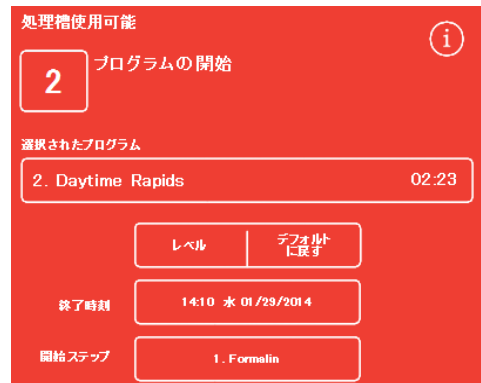 処理槽使用可能
i
2
プログラムの開始
選択されたプログラム
2. Daytime Rapids 02:23
レベル
デフォルト
に戻す
終了時刻
14:10 水 01/29/2014
開始ステップ
1. Formalin